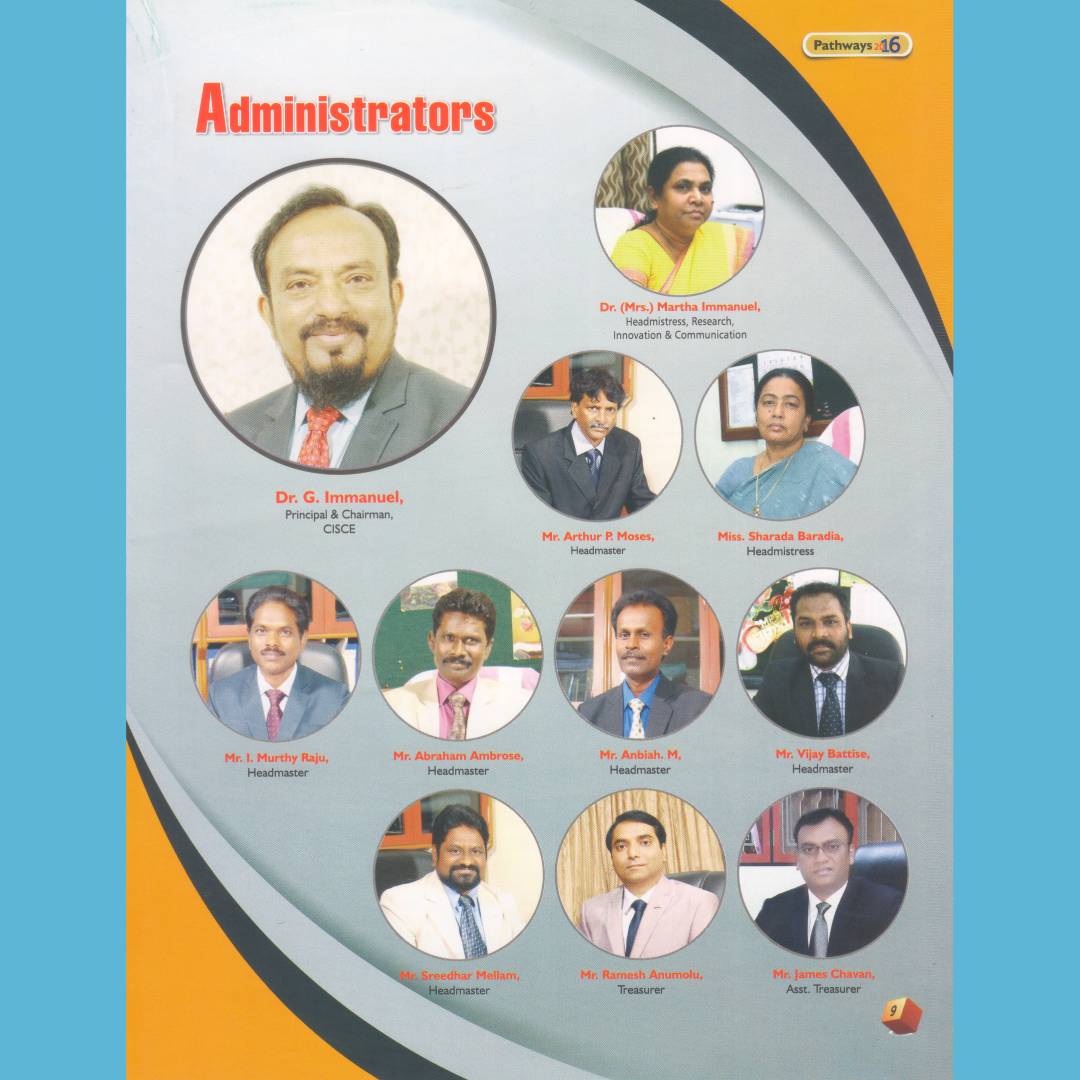 Pathways 2016
Administrators
Dr. (Mrs.) Martha Immanuel,
Headmistress, Research,
Innovation & Communication
Dr. G. Immanuel,
Principal & Chairman,
CISCE
Mr. Arthur P. Moses,
Headmaster
Miss. Sharada Baradia,
Headmistress
Mr. I. Murthy Raju,
Headmaster
Mr. Abraham Ambrose,
Headmaster
Mr. Anbiah. M,
Headmaster
Mr. Vijay Battise,
Headmaster
Mr. Sreedhar Mellam,
Headmaster
Mr. Ramesh Anumolu,
Treasurer
Mr. James Chavan,
Asst. Treasurer
9